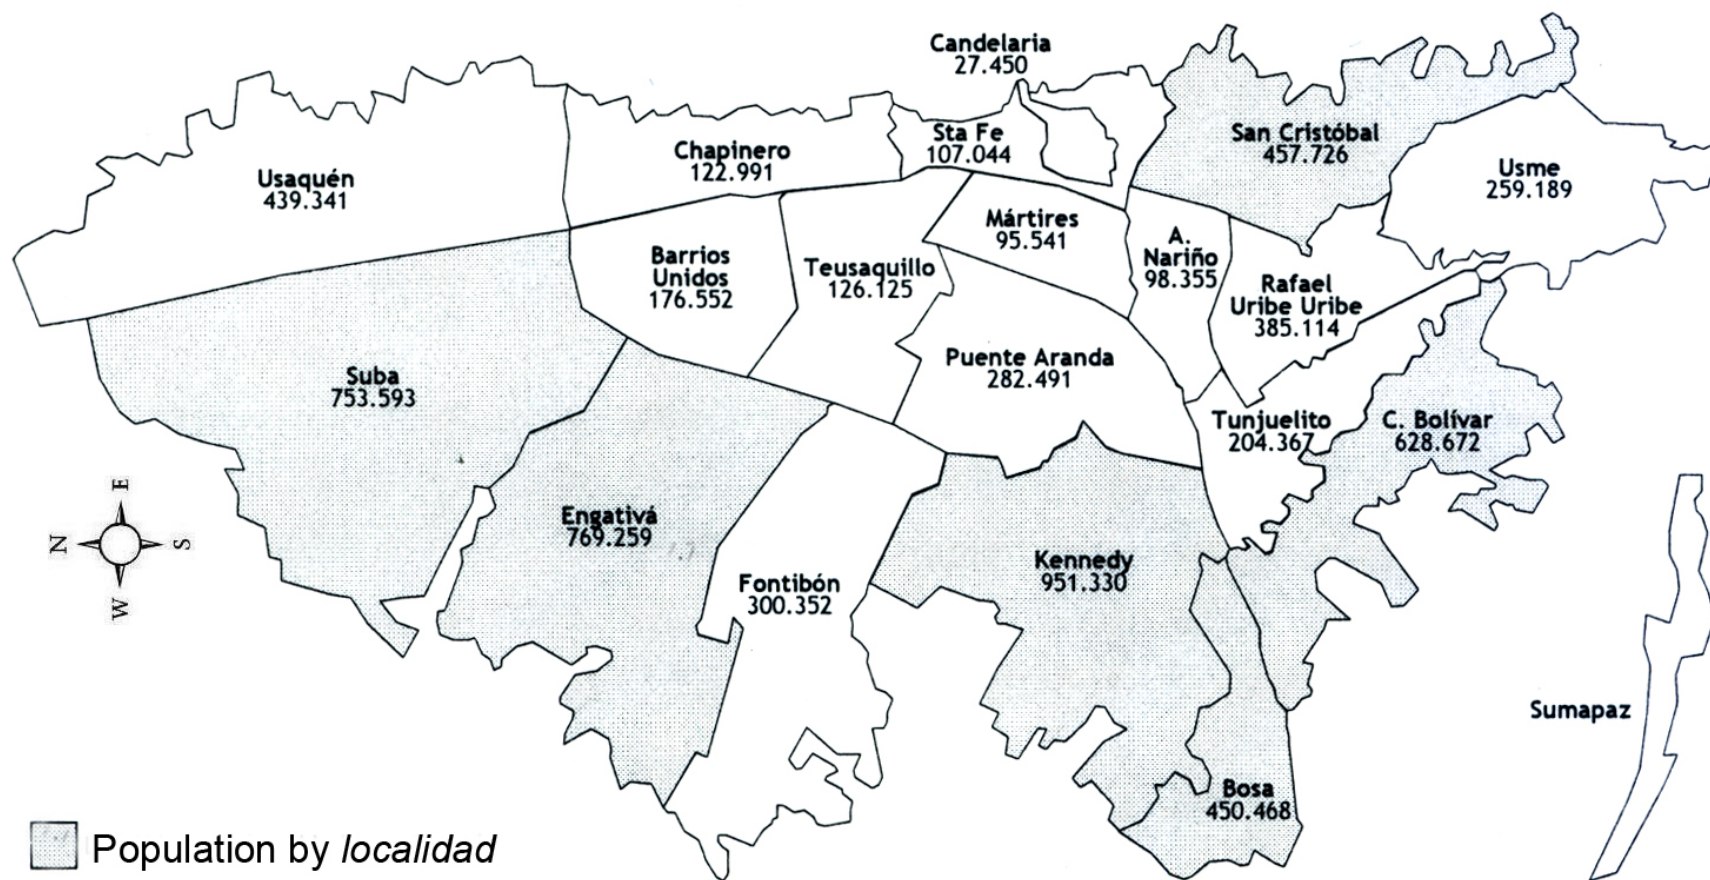 Candelaria
27.450
Usaquén
439.341
Chapinero
122.991
Sta Fe
107.044
San Cristóbal
457.726
Usme
259.189
Barrios
Unidos
176.552
Teusaquillo
126.125
Mártires
95.541
A.
Nariño
98.355
Rafael
Uribe Uribe
385.114
Suba
753.593
Puente Aranda
282.491
Tunjuelito
204.367
C. Bolívar
628.672
Engativá
769.259
Fontibón
300.352
Kennedy
951.330
Bosa
450.468
Sumapaz
E
N
S
W
Population by localidad